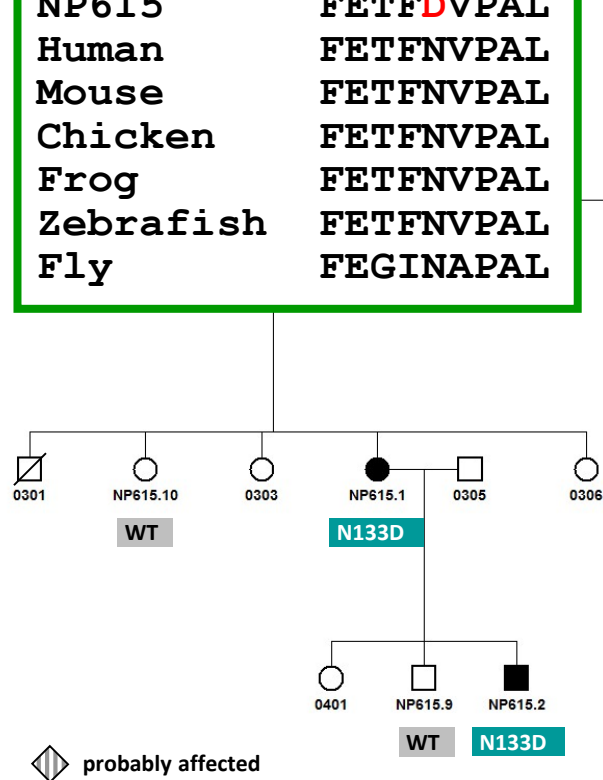 NP615 FETFDVPAL
Human FETFNVPAL
Mouse FETFNVPAL
Chicken FETFNVPAL
Frog FETFNVPAL
Zebrafish FETFNVPAL
Fly FEGINAPAL
0301 NP615.10 0303 NP615.1 0305 0306
WT N133D
0401 NP615.9 NP615.2
WT N133D
probably affected